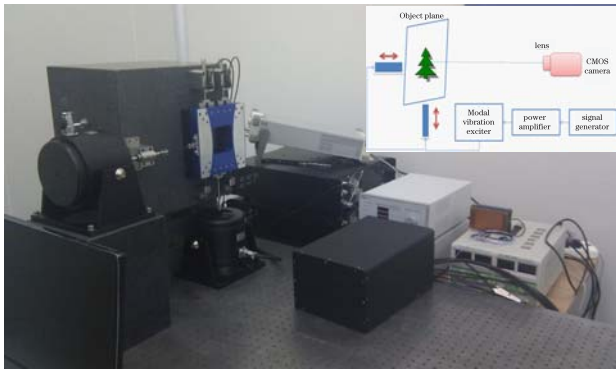 Object plane
lens
CMOS
camera
Modal
vibration
exciter
power
amplifier
signal
generator